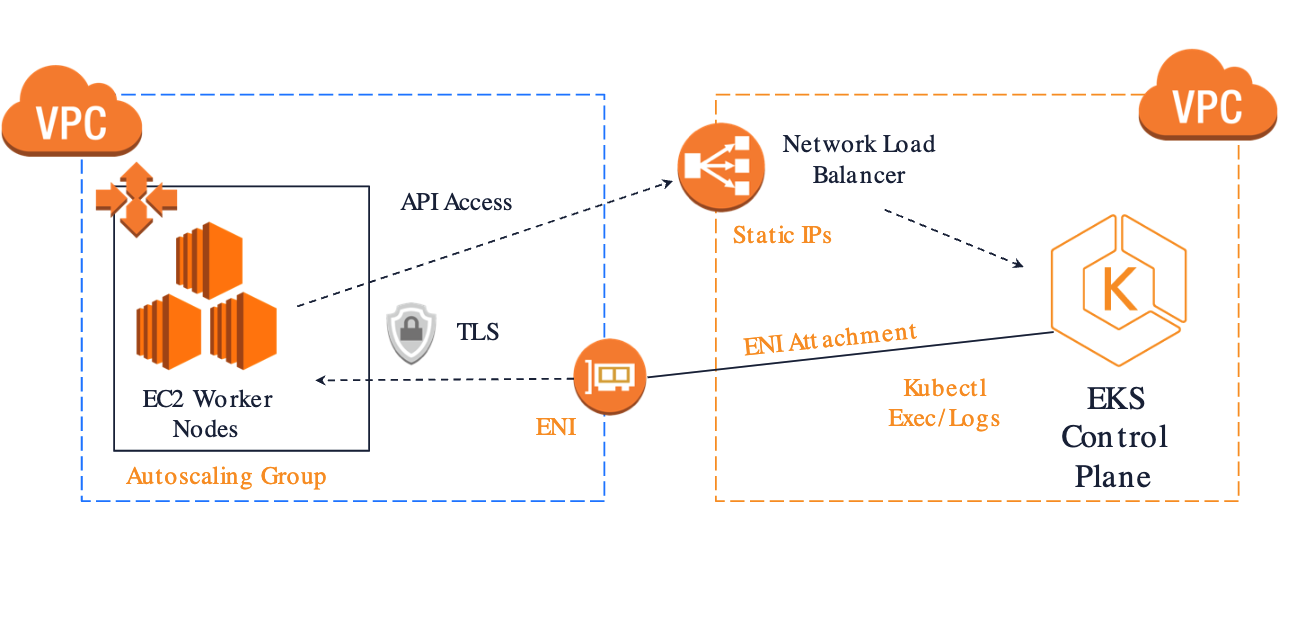 VPC
VPC
Network Load
Balancer
API Access
Static IPs
TLS
ENI Attachment
EC2 Worker
Nodes
Kubectl
Exec/Logs
EKS
Control
Plane
ENI
Autoscaling Group
K